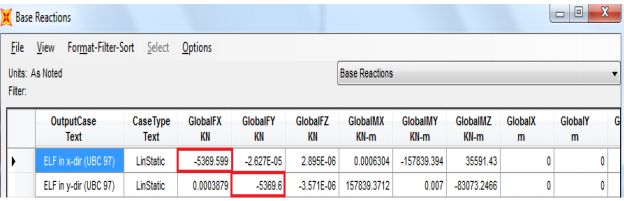 Base Reactions
File View Format-Filter-Sort Select Options
Units: As Noted
Base Reactions
Filter:
OutputCase CaseType GlobalFX GlobalFY GlobalFZ GlobalMX GlobalMY GlobalMZ GlobalX GlobalY G
Text Text KN KN KN KN-m KN-m KN-m m m
ELF in x-dir (UBC 97) LinStatic -5369.599 -2.627E-05 2.895E-06 0.0006304 -157839.394 35591.43 0 0
ELF in y-dir (UBC 97) LinStatic 0.0003879 -5369.6 -3.571E-06 157839.3712 0.007 -83073.2466 0 0